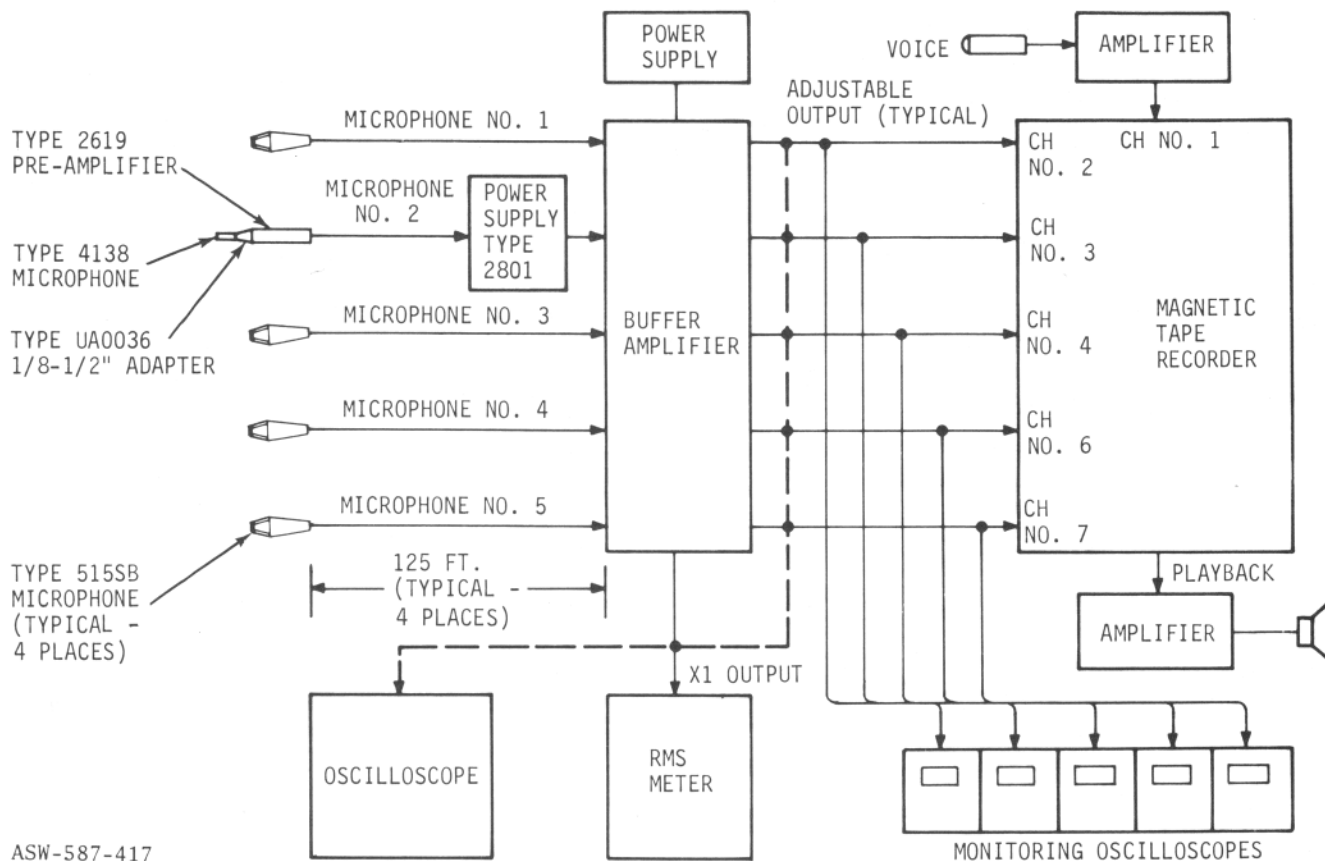 POWER
SUPPLY
VOICE
AMPLIFIER
ADJUSTABLE
OUTPUT (TYPICAL)
TYPE 2619
PRE-AMPLIFIER
MICROPHONE NO. 1
CH
NO. 2
CH NO. 1
MICROPHONE
NO. 2
POWER
SUPPLY
TYPE
2801
CH
NO. 3
TYPE 4138
MICROPHONE
TYPE UA0036
1/8-1/2" ADAPTER
MICROPHONE NO. 3
BUFFER
AMPLIFIER
CH
NO. 4
MAGNETIC
TAPE
RECORDER
MICROPHONE NO. 4
CH
NO. 6
MICROPHONE NO. 5
CH
NO. 7
TYPE 515SB
MICROPHONE
(TYPICAL -
4 PLACES)
125 FT.
(TYPICAL -
4 PLACES)
PLAYBACK
AMPLIFIER
X1 OUTPUT
OSCILLOSCOPE
RMS
METER
MONITORING OSCILLOSCOPES
ASW-587-417